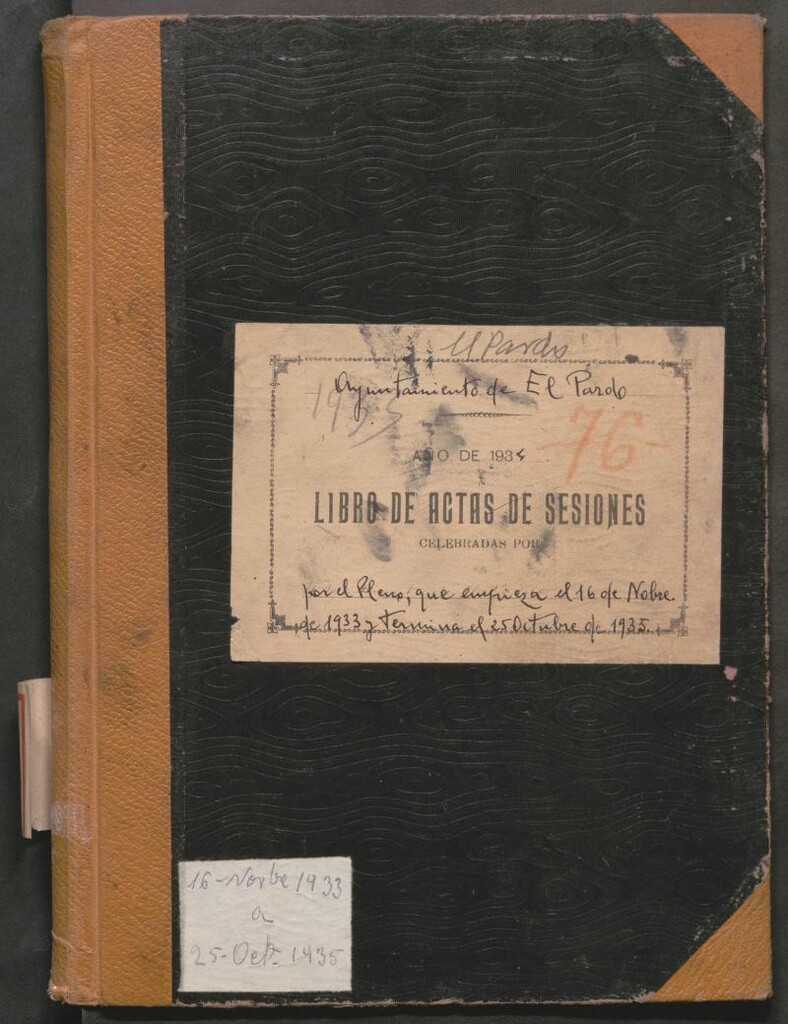 El Pardo
Ayuntamiento de El Pardo
1935
-76-
AÑO DE 1934
LIBRO DE ACTAS DE SESIONES
CELEBRADAS POR
por el Pleno, que empieza el 16 de Nobre.
de 1933 y termina el 25 Octubre de 1935.
16-Novbe 1933
a
25-Oct. 1935